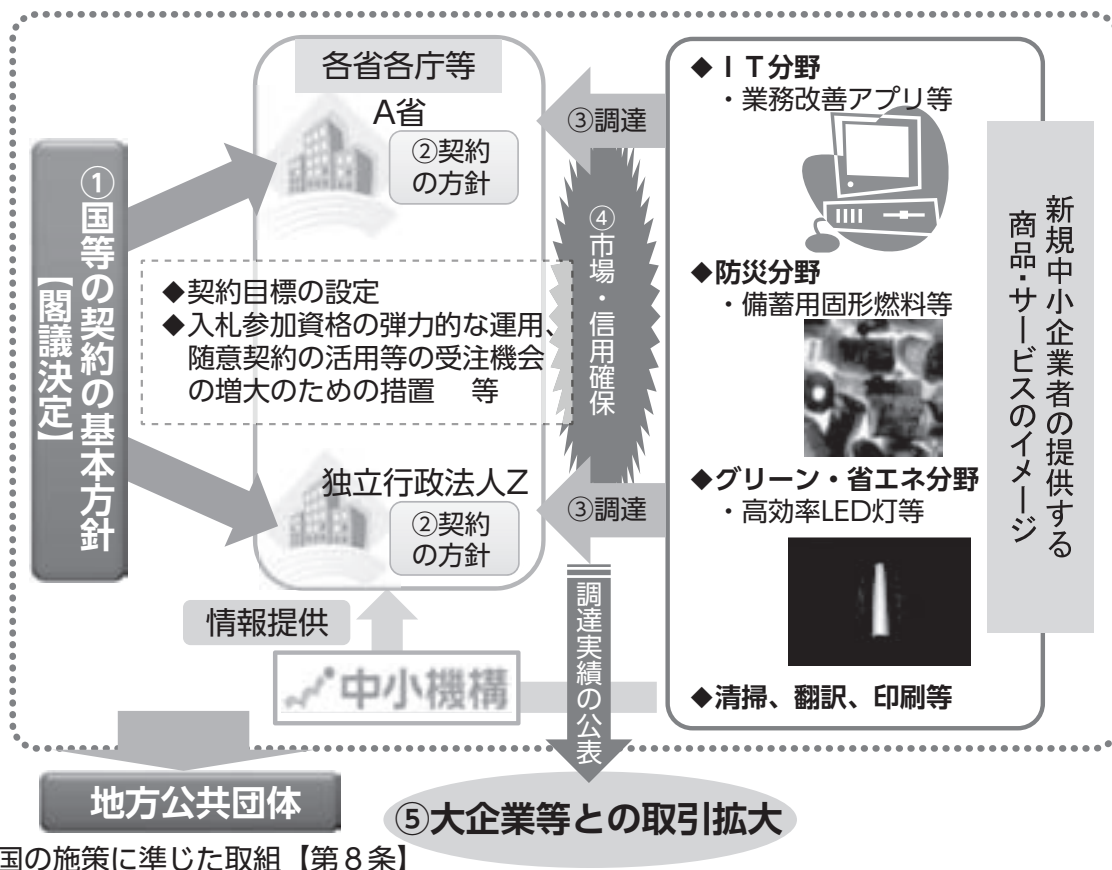 ①国等の契約の基本方針
【閣議決定】
各省各庁等
A省
②契約
の方針
◆契約目標の設定
◆入札参加資格の弾力的な運用、
随意契約の活用等の受注機会
の増大のための措置　等
独立行政法人Z
②契約
の方針
情報提供
中小機構
③調達
④市場・信用確保
③調達
調達実績の公表
◆ＩＴ分野
・業務改善アプリ等
◆防災分野
・備蓄用固形燃料等
◆グリーン・省エネ分野
・高効率LED灯等
◆清掃、翻訳、印刷等
新規中小企業者の提供する
商品・サービスのイメージ
地方公共団体
国の施策に準じた取組【第８条】
⑤大企業等との取引拡大